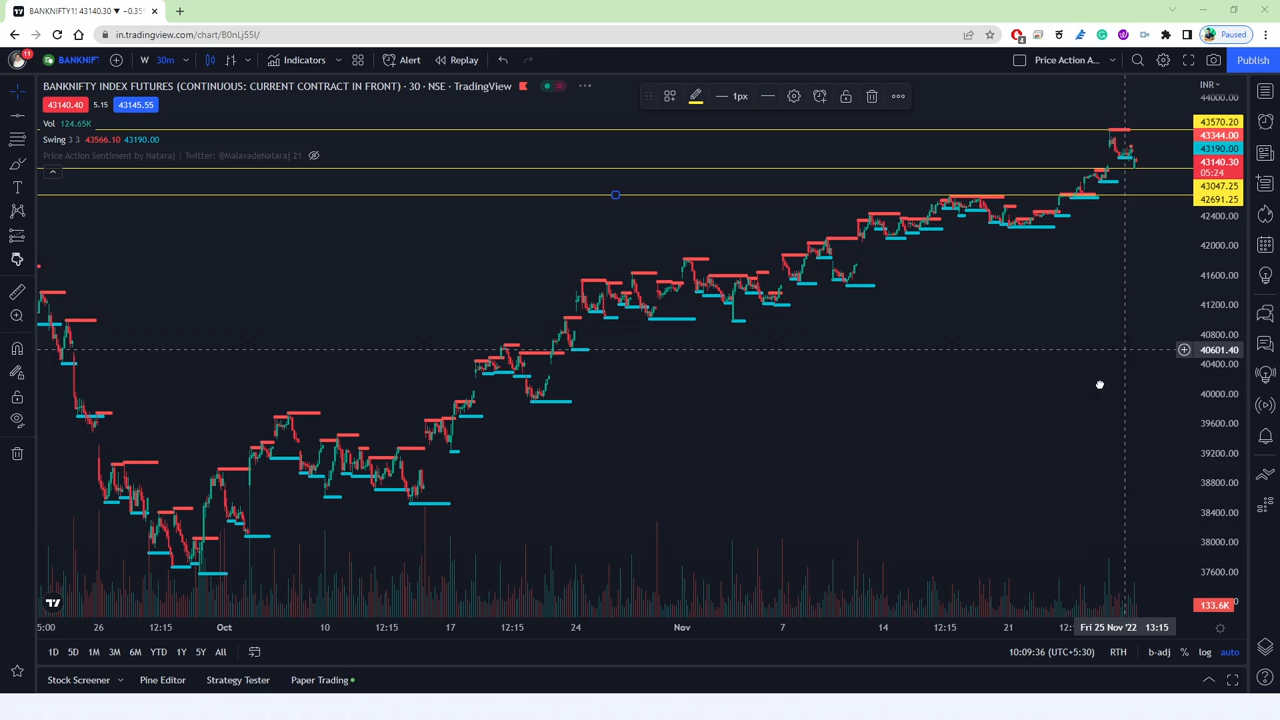 BANKNIFTY1! 43140.30 ▼ −0.35%
in.tradingview.com/chart/B0nLj55I/
4
Paused
11
BANKNIF
W 30m
Indicators
Alert
Replay
Price Action A...
Publish
BANKNIFTY INDEX FUTURES (CONTINUOUS: CURRENT CONTRACT IN FRONT) · 30 · NSE · TradingView
1px
INR
43140.40 5.15 43145.55
Vol 124.65K
Swing 3 3 43566.10 43190.00
Price Action Sentiment by Nataraj | Twitter: @MalavadeNataraj 21
44000.00
43570.20
43344.00
43190.00
43140.30
05:24
43047.25
42691.25
42400.00
42000.00
41600.00
41200.00
40800.00
40601.40
40400.00
40000.00
39600.00
39200.00
38800.00
38400.00
38000.00
37600.00
133.6K
5:00 26 12:15 Oct 10 12:15 17 12:15 24 Nov 7 14 12:15 21 Fri 25 Nov '22 13:15
1D 5D 1M 3M 6M YTD 1Y 5Y All
10:09:36 (UTC+5:30) RTH b-adj % log auto
Stock Screener Pine Editor Strategy Tester Paper Trading